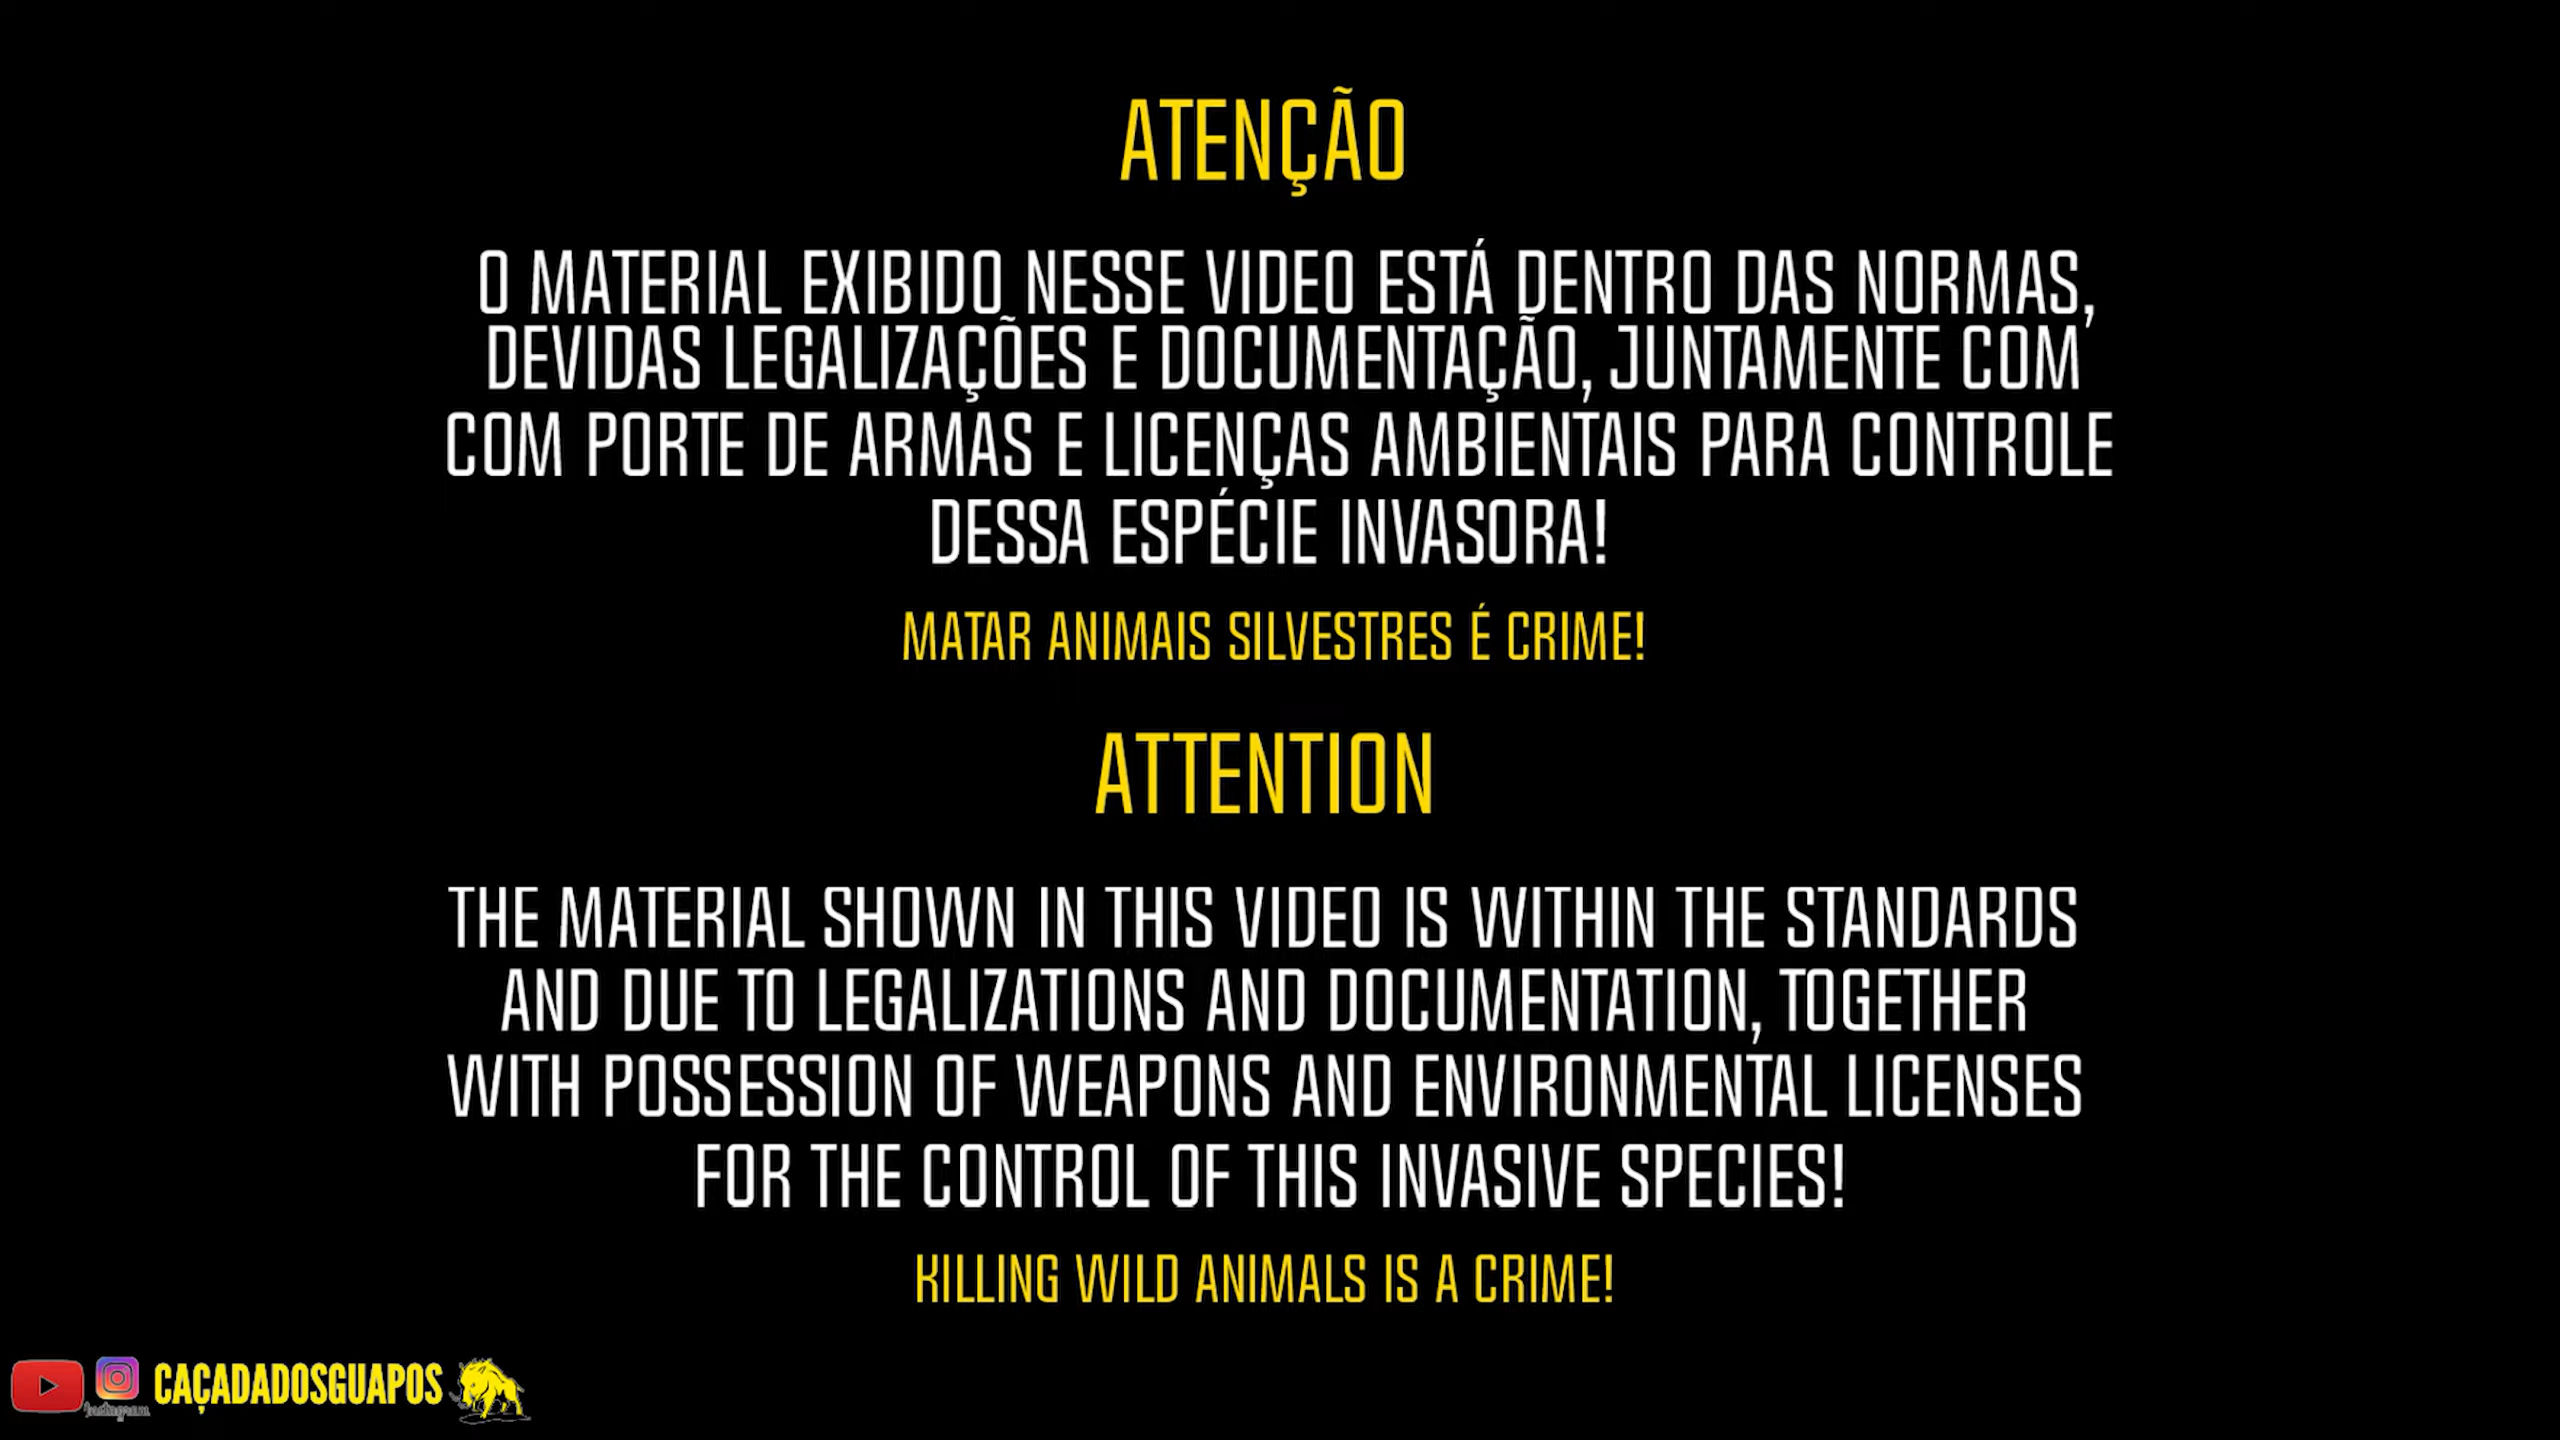 ATENÇÃO
O MATERIAL EXIBIDO NESSE VIDEO ESTÁ DENTRO DAS NORMAS,
DEVIDAS LEGALIZAÇÕES E DOCUMENTAÇÃO, JUNTAMENTE COM
COM PORTE DE ARMAS E LICENÇAS AMBIENTAIS PARA CONTROLE
DESSA ESPÉCIE INVASORA!
MATAR ANIMAIS SILVESTRES É CRIME!
ATTENTION
THE MATERIAL SHOWN IN THIS VIDEO IS WITHIN THE STANDARDS
AND DUE TO LEGALIZATIONS AND DOCUMENTATION, TOGETHER
WITH POSSESSION OF WEAPONS AND ENVIRONMENTAL LICENSES
FOR THE CONTROL OF THIS INVASIVE SPECIES!
KILLING WILD ANIMALS IS A CRIME!
CAÇADADOSGUAPOS
Instagram